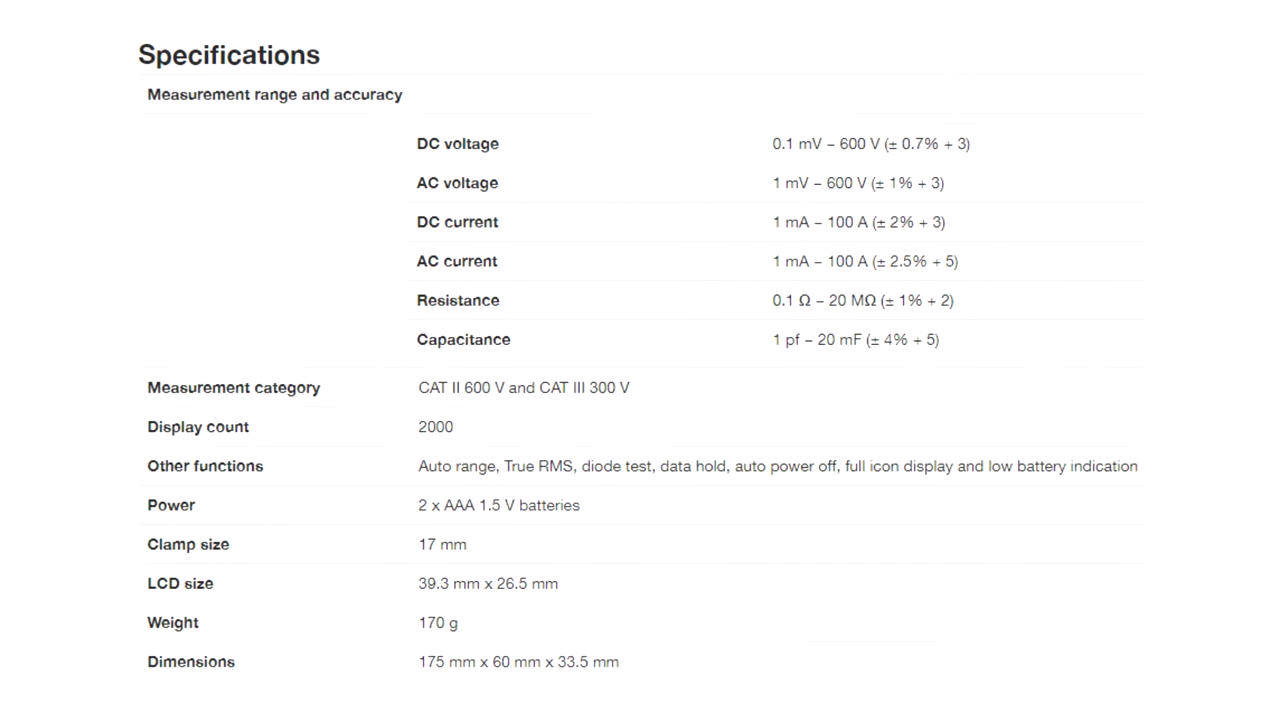 Specifications
Measurement range and accuracy
DC voltage 0.1 mV – 600 V (± 0.7% + 3)
AC voltage 1 mV – 600 V (± 1% + 3)
DC current 1 mA – 100 A (± 2% + 3)
AC current 1 mA – 100 A (± 2.5% + 5)
Resistance 0.1 Ω – 20 MΩ (± 1% + 2)
Capacitance 1 pf – 20 mF (± 4% + 5)
Measurement category CAT II 600 V and CAT III 300 V
Display count 2000
Other functions Auto range, True RMS, diode test, data hold, auto power off, full icon display and low battery indication
Power 2 x AAA 1.5 V batteries
Clamp size 17 mm
LCD size 39.3 mm x 26.5 mm
Weight 170 g
Dimensions 175 mm x 60 mm x 33.5 mm